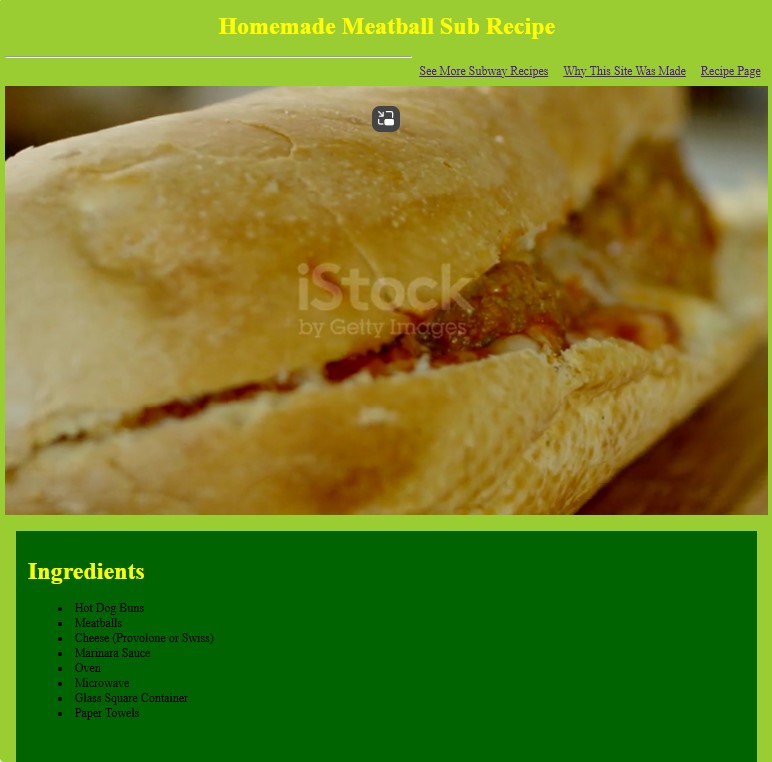 Homemade Meatball Sub Recipe
See More Subway Recipes Why This Site Was Made Recipe Page
iStock
by Getty Images
Ingredients
Hot Dog Buns
Meatballs
Cheese (Provolone or Swiss)
Marinara Sauce
Oven
Microwave
Glass Square Container
Paper Towels